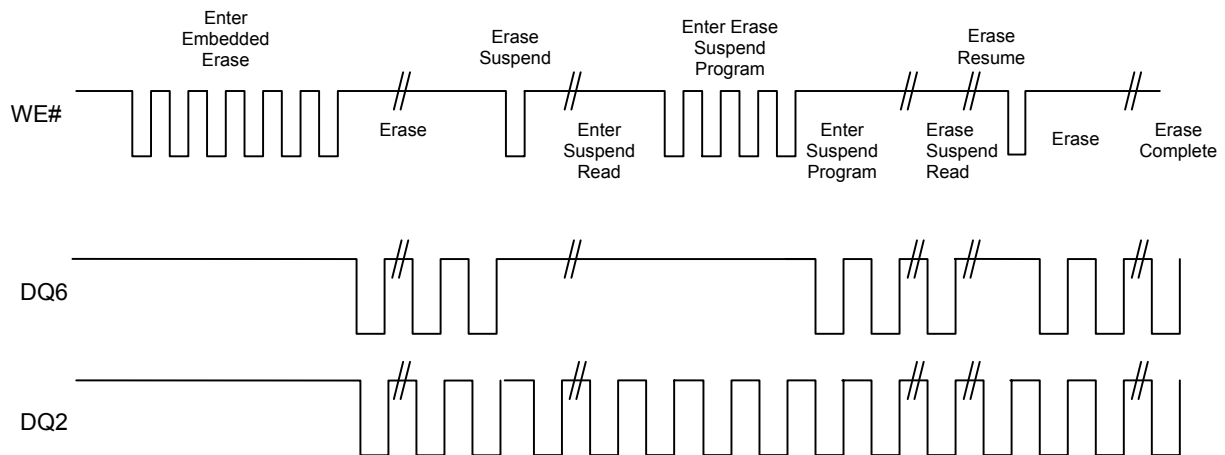 Enter
Embedded
Erase
Erase
Suspend
Enter Erase
Suspend
Program
Erase
Resume
WE#
Erase
Enter
Suspend
Read
Enter
Suspend
Program
Erase
Suspend
Read
Erase
Erase
Complete
DQ6
DQ2